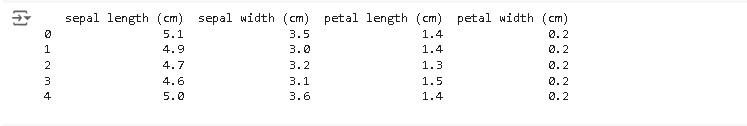 sepal length (cm) sepal width (cm) petal length (cm) petal width (cm)
0 5.1 3.5 1.4 0.2
1 4.9 3.0 1.4 0.2
2 4.7 3.2 1.3 0.2
3 4.6 3.1 1.5 0.2
4 5.0 3.6 1.4 0.2